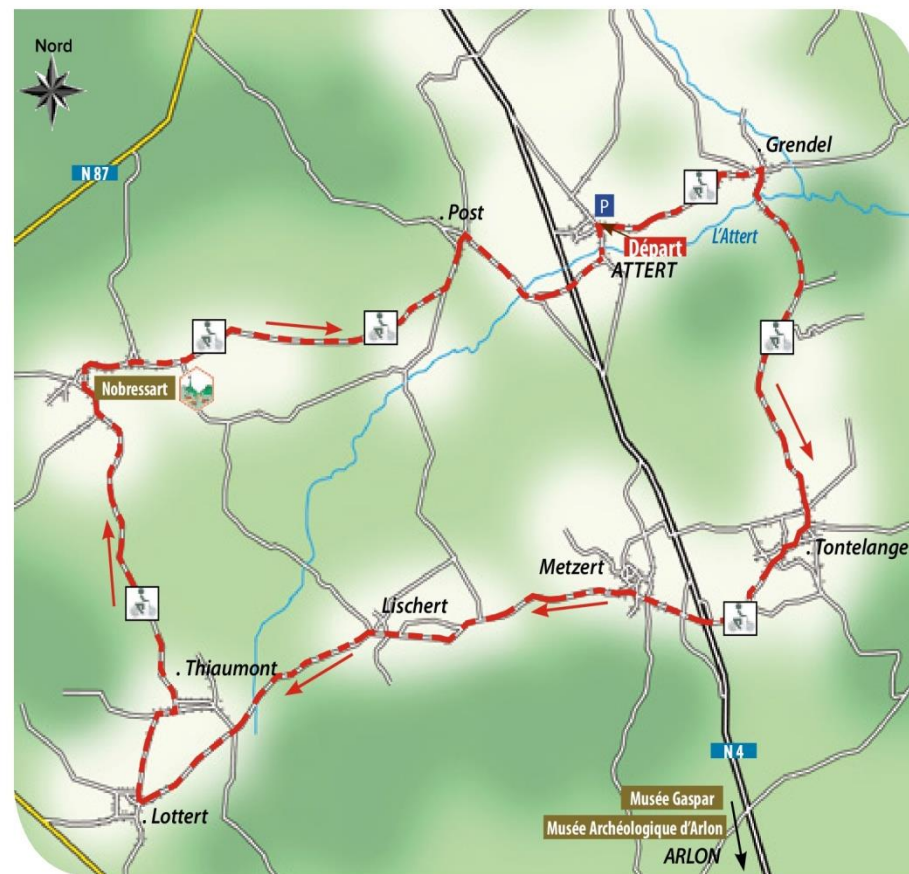 Nord
N 87
. Grendel
. Post
P
Départ
L'Attert
ATTERT
Nobressart
. Tontelange
Metzert
Lischert
. Thiaumont
. Lottert
N 4
Musée Gaspar
Musée Archéologique d'Arlon
ARLON